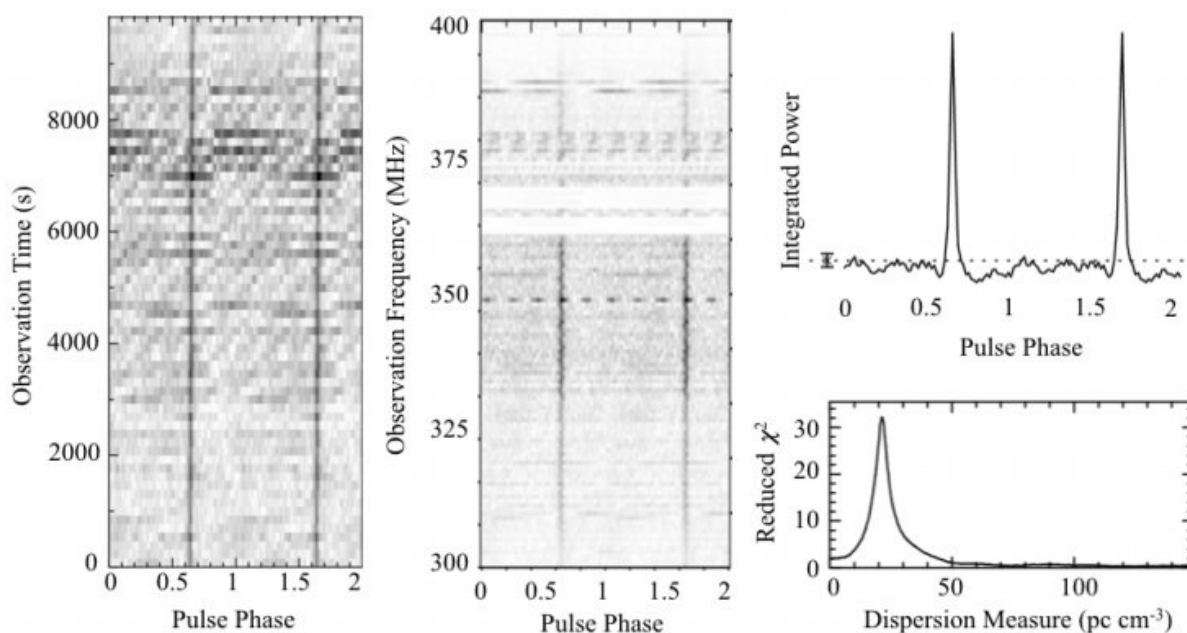 Observation Time (s)
8000
6000
4000
2000
0
0 0.5 1 1.5 2
Pulse Phase
Observation Frequency (MHz)
400
375
350
325
300
0 0.5 1 1.5 2
Pulse Phase
Integrated Power
0 0.5 1 1.5 2
Pulse Phase
Reduced χ²
30
20
10
0
50 100
Dispersion Measure (pc cm⁻³)